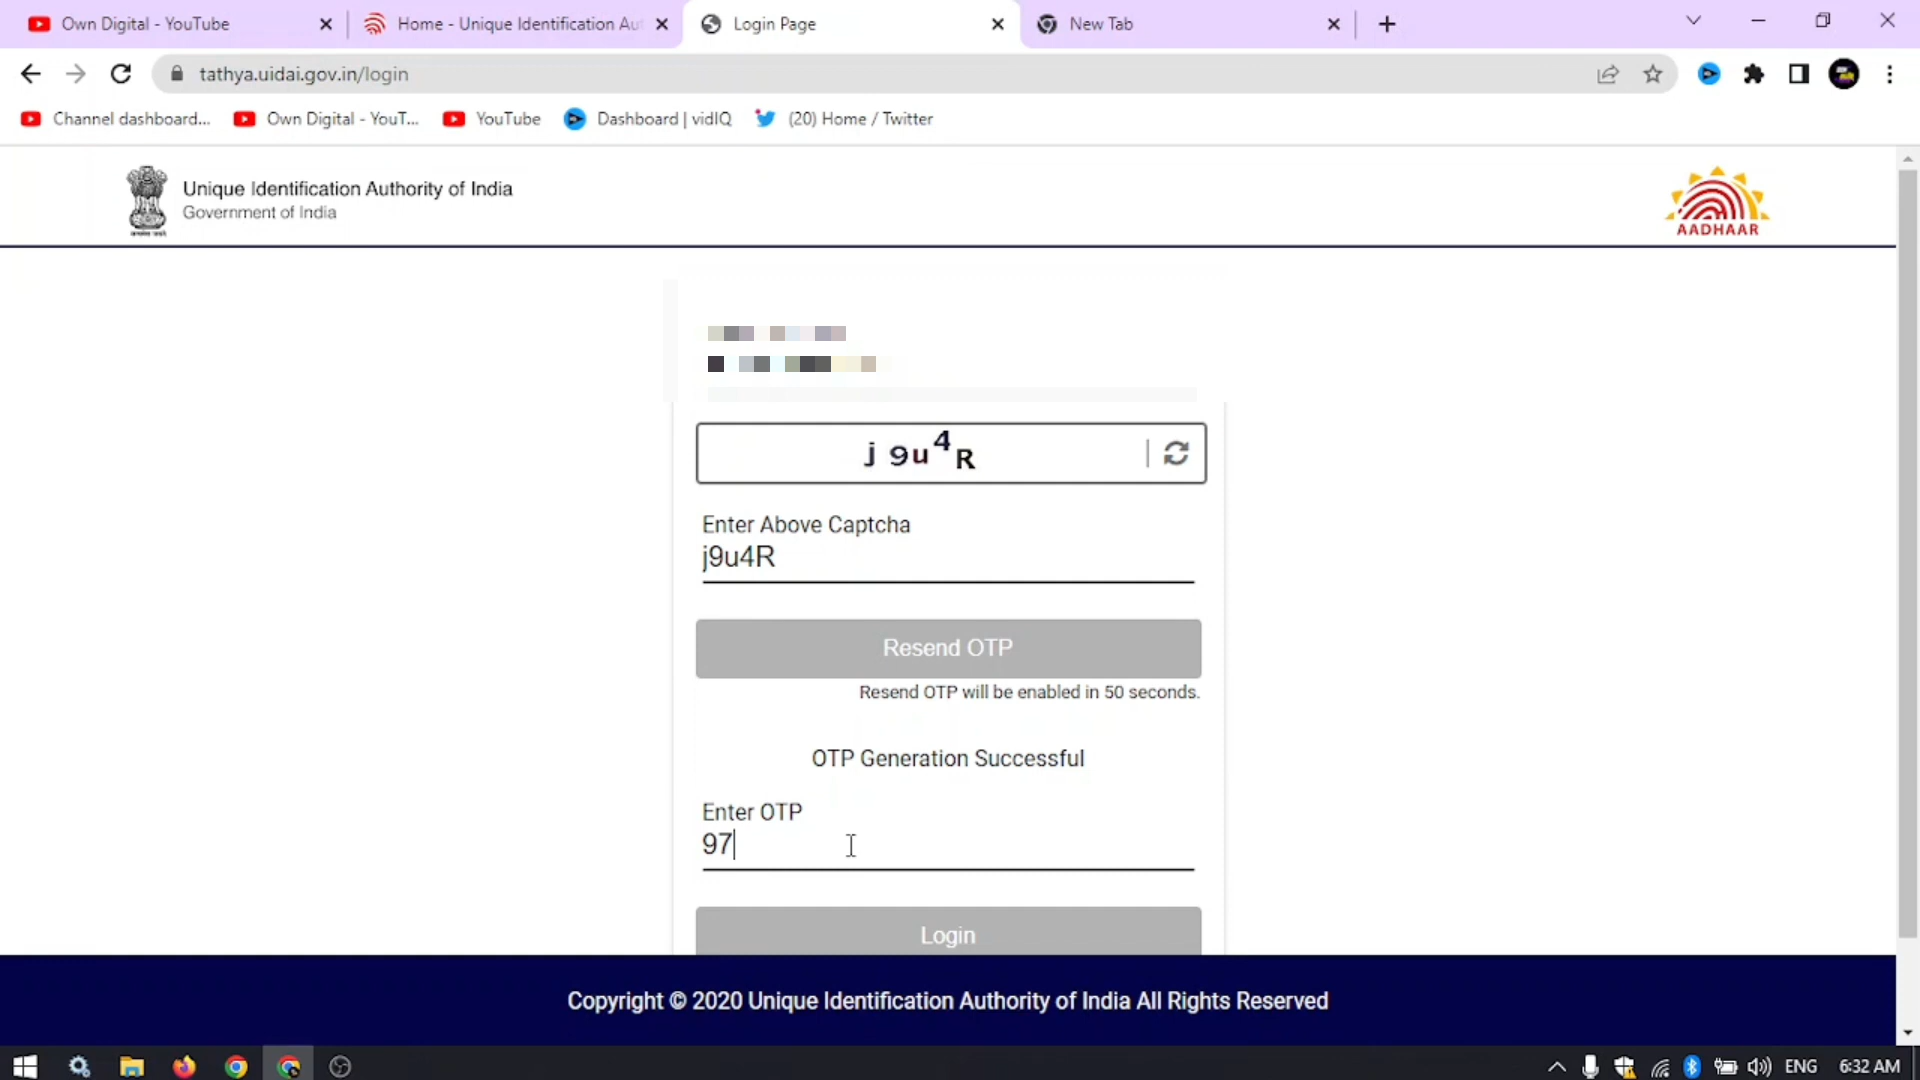 Own Digital - YouTube
Home - Unique Identification Au
Login Page
New Tab
tathya.uidai.gov.in/login
Channel dashboard...
Own Digital - YouT...
YouTube
Dashboard | vidIQ
(20) Home / Twitter
Unique Identification Authority of India
Government of India
AADHAAR
j 9u4R
Enter Above Captcha
j9u4R
Resend OTP
Resend OTP will be enabled in 50 seconds.
OTP Generation Successful
Enter OTP
97
Login
Copyright © 2020 Unique Identification Authority of India All Rights Reserved
ENG
6:32 AM